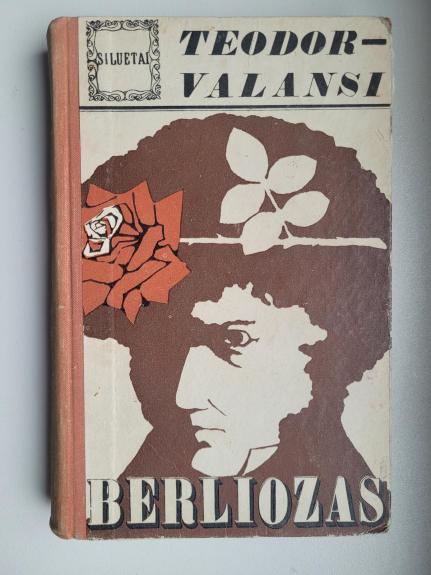 SILUETAI
TEODOR–
VALANSI
BERLIOZAS